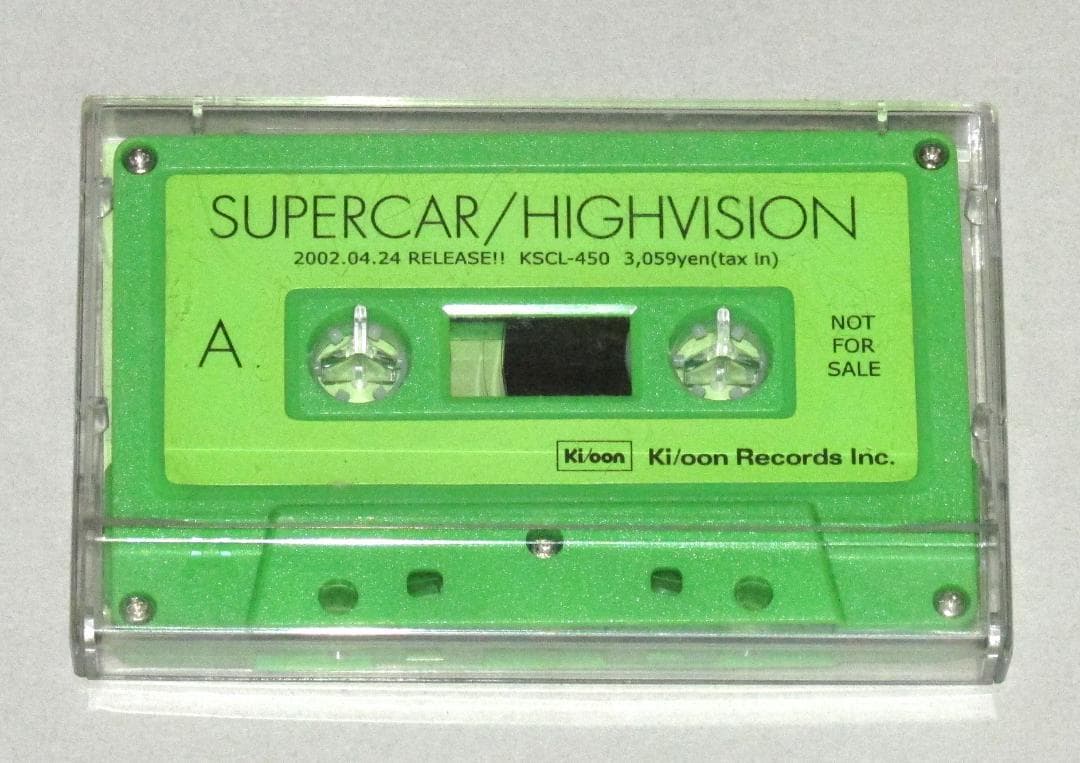 SUPERCAR/HIGHVISION
2002.04.24 RELEASE!! KSCL-450 3,059yen(tax in)
A
NOT
FOR
SALE
Ki/oon Ki/oon Records Inc.